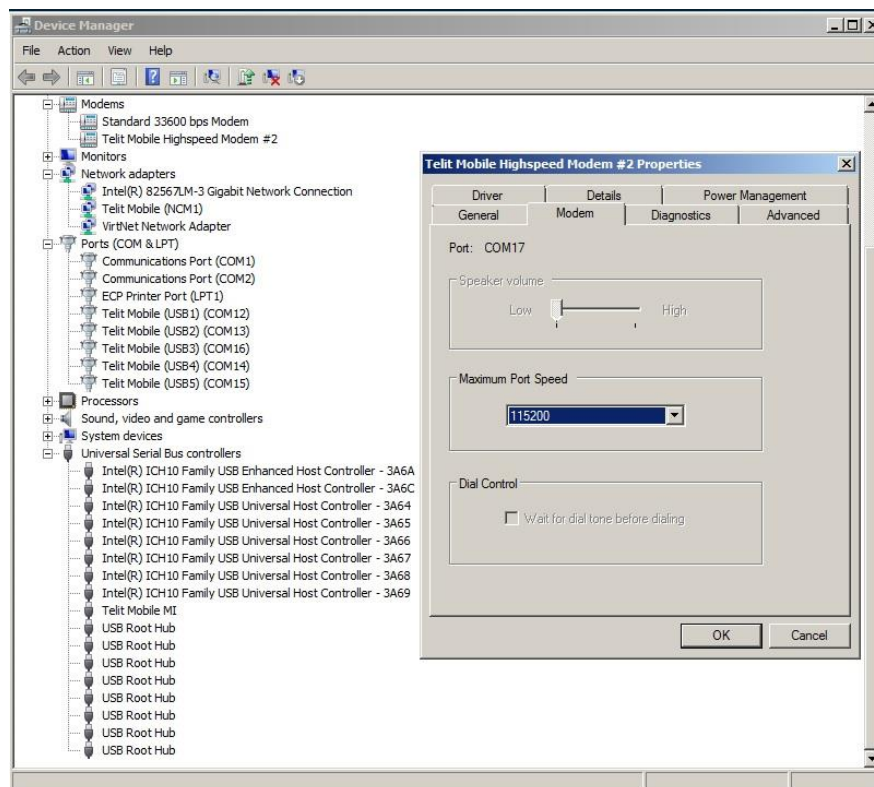 Device Manager
File Action View Help
Modems
Standard 33600 bps Modem
Telit Mobile Highspeed Modem #2
Monitors
Network adapters
Intel(R) 82567LM-3 Gigabit Network Connection
Telit Mobile (NCM1)
VirtNet Network Adapter
Ports (COM & LPT)
Communications Port (COM1)
Communications Port (COM2)
ECP Printer Port (LPT1)
Telit Mobile (USB1) (COM12)
Telit Mobile (USB2) (COM13)
Telit Mobile (USB3) (COM16)
Telit Mobile (USB4) (COM14)
Telit Mobile (USB5) (COM15)
Processors
Sound, video and game controllers
System devices
Universal Serial Bus controllers
Intel(R) ICH10 Family USB Enhanced Host Controller - 3A6A
Intel(R) ICH10 Family USB Enhanced Host Controller - 3A6C
Intel(R) ICH10 Family USB Universal Host Controller - 3A64
Intel(R) ICH10 Family USB Universal Host Controller - 3A65
Intel(R) ICH10 Family USB Universal Host Controller - 3A66
Intel(R) ICH10 Family USB Universal Host Controller - 3A67
Intel(R) ICH10 Family USB Universal Host Controller - 3A68
Intel(R) ICH10 Family USB Universal Host Controller - 3A69
Telit Mobile MI
USB Root Hub
USB Root Hub
USB Root Hub
USB Root Hub
USB Root Hub
USB Root Hub
USB Root Hub
USB Root Hub
Telit Mobile Highspeed Modem #2 Properties
Driver Details Power Management
General Modem Diagnostics Advanced
Port: COM17
Speaker volume
Low High
Maximum Port Speed
115200
Dial Control
Wait for dial tone before dialing
OK Cancel